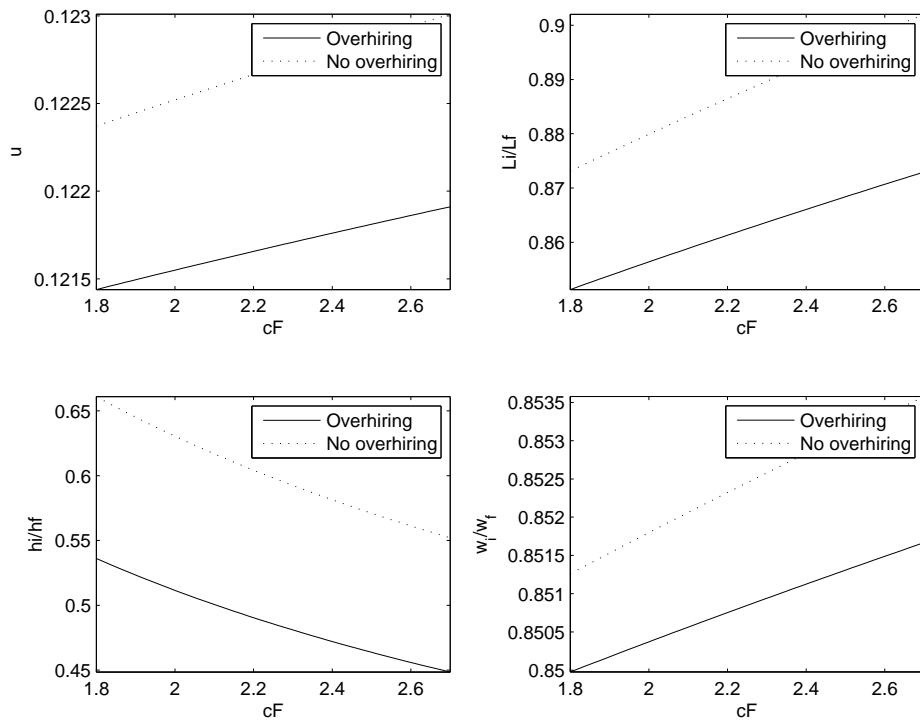 0.123
0.1225
0.122
0.1215
u
1.8 2 2.2 2.4 2.6
cF
Overhiring
No overhiring
0.9
0.89
0.88
0.87
0.86
Li/Lf
1.8 2 2.2 2.4 2.6
cF
Overhiring
No overhiring
0.65
0.6
0.55
0.5
0.45
hi/hf
1.8 2 2.2 2.4 2.6
cF
Overhiring
No overhiring
0.8535
0.853
0.8525
0.852
0.8515
0.851
0.8505
0.85
w_i/w_f
1.8 2 2.2 2.4 2.6
cF
Overhiring
No overhiring